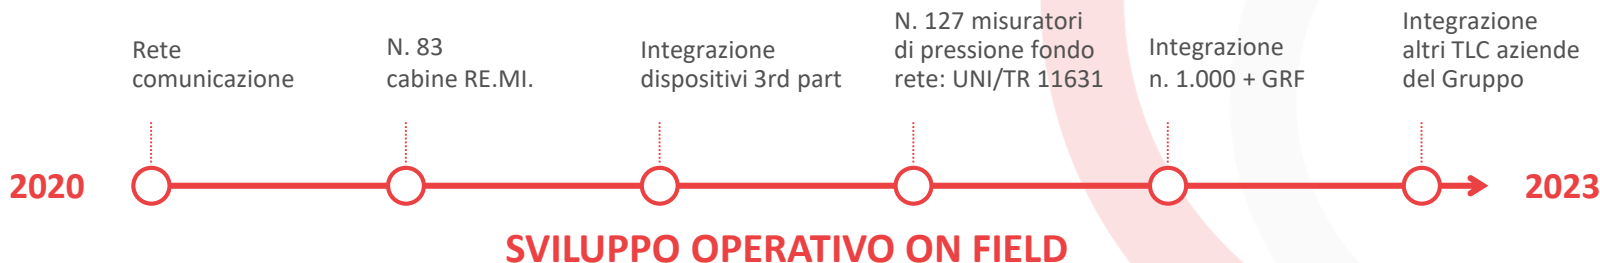 Rete
comunicazione
N. 83
cabine RE.MI.
Integrazione
dispositivi 3rd part
N. 127 misuratori
di pressione fondo
rete: UNI/TR 11631
Integrazione
n. 1.000 + GRF
Integrazione
altri TLC aziende
del Gruppo
2020
2023
SVILUPPO OPERATIVO ON FIELD